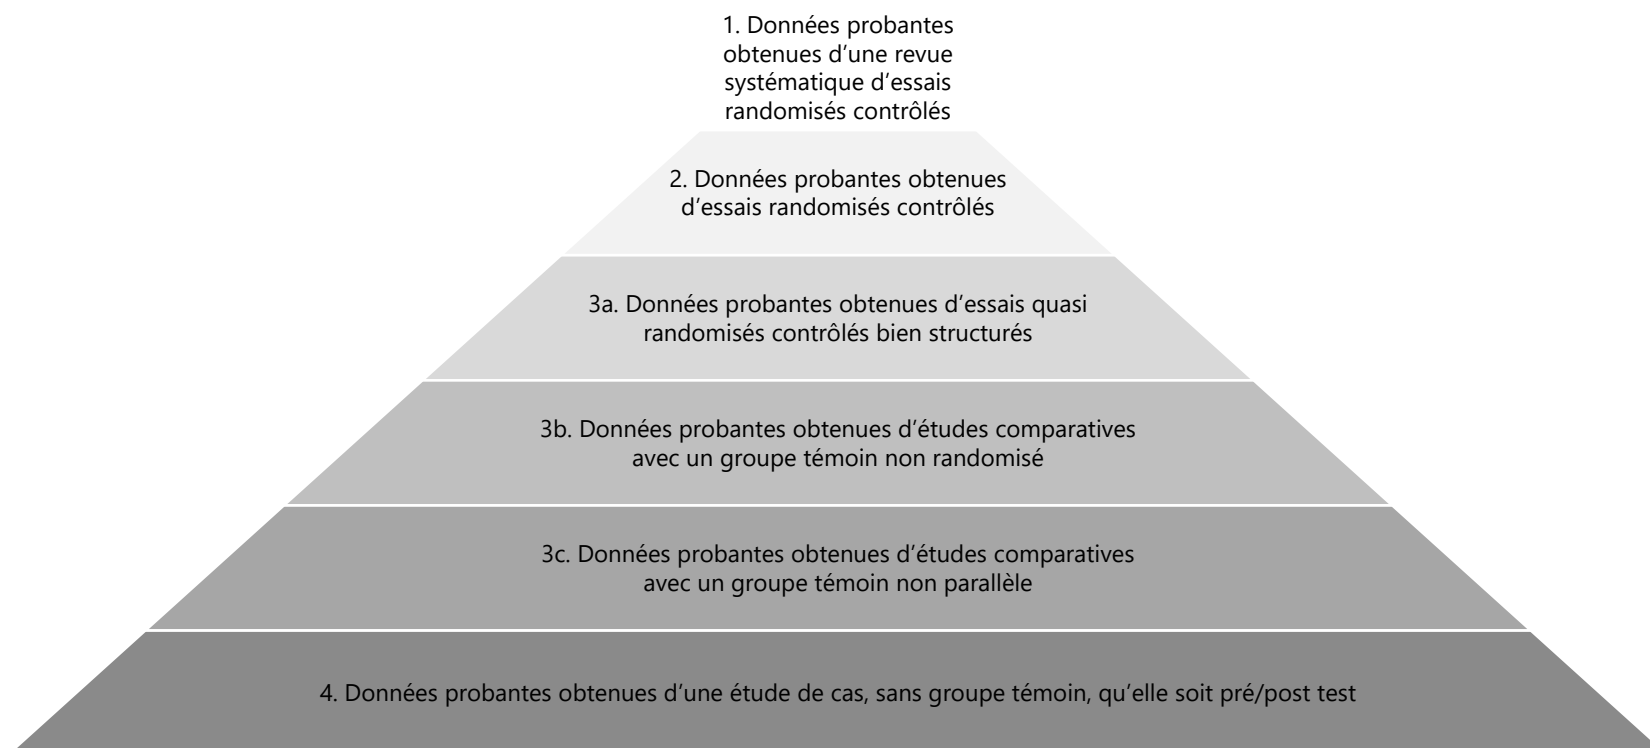 1. Données probantes
obtenues d’une revue
systématique d’essais
randomisés contrôlés
2. Données probantes obtenues
d’essais randomisés contrôlés
3a. Données probantes obtenues d’essais quasi
randomisés contrôlés bien structurés
3b. Données probantes obtenues d’études comparatives
avec un groupe témoin non randomisé
3c. Données probantes obtenues d’études comparatives
avec un groupe témoin non parallèle
4. Données probantes obtenues d’une étude de cas, sans groupe témoin, qu’elle soit pré/post test